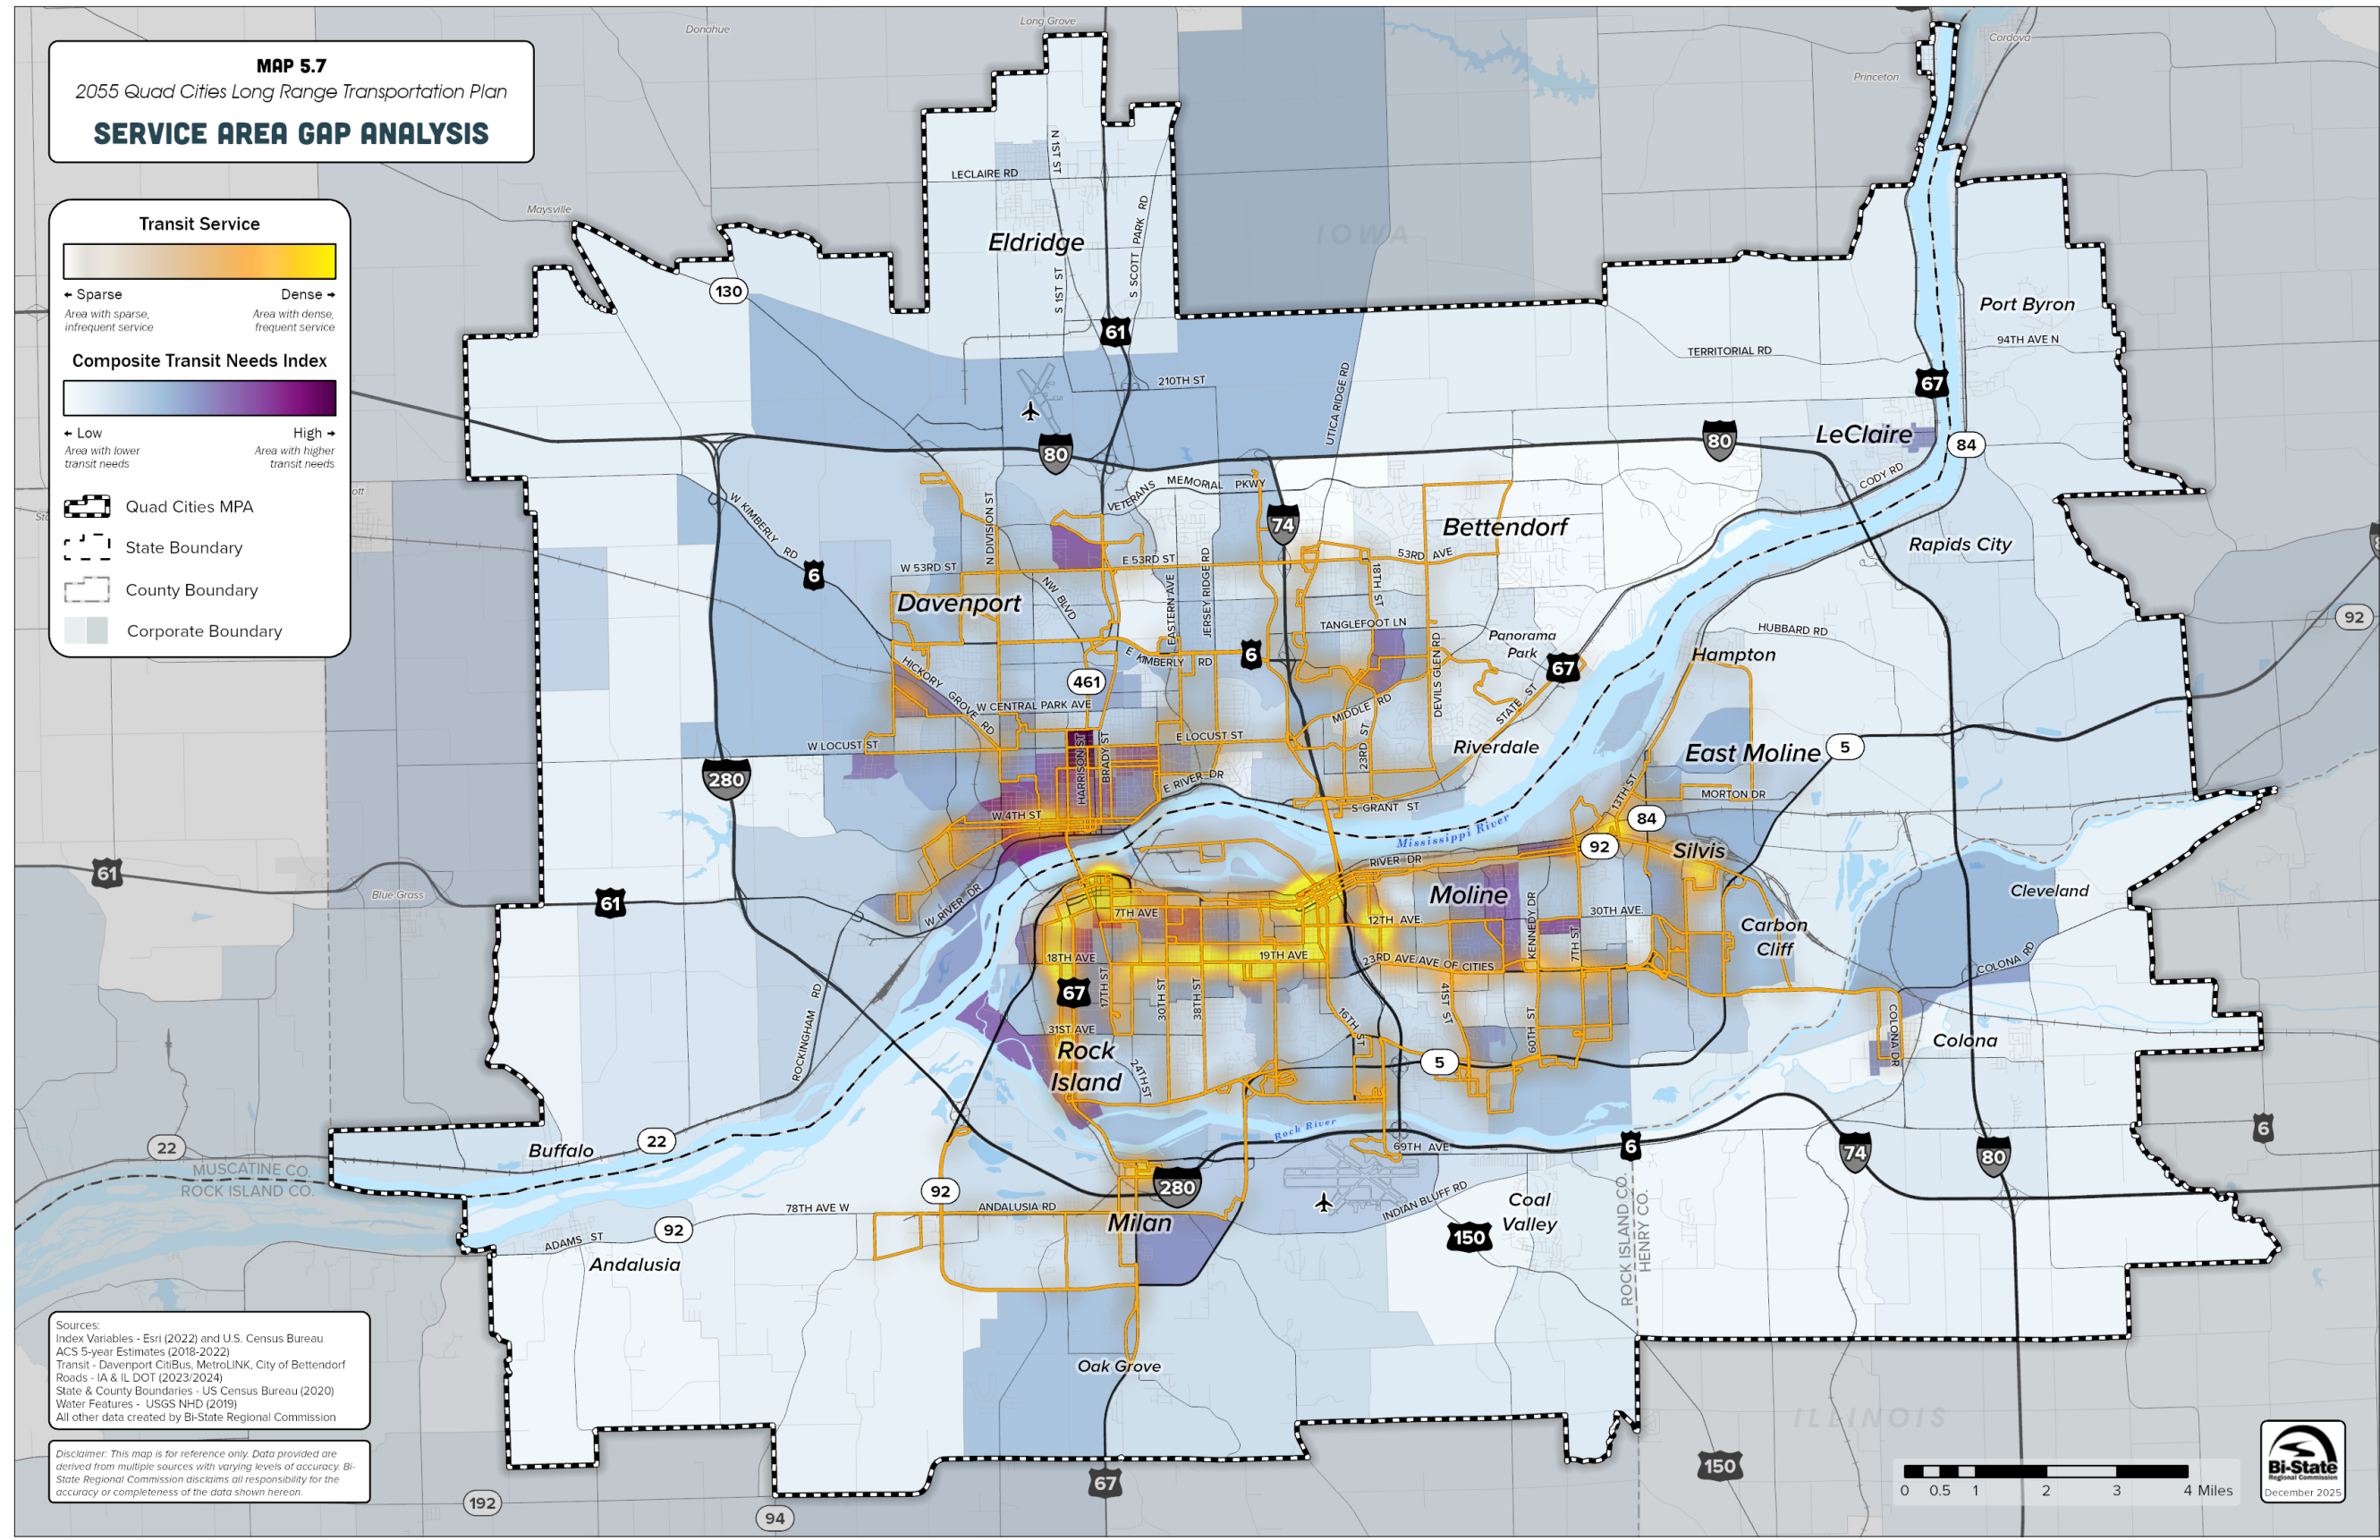 MAP 5.7
2055 Quad Cities Long Range Transportation Plan
SERVICE AREA GAP ANALYSIS
Transit Service
← Sparse
Dense →
Area with sparse,
infrequent service
Area with dense,
frequent service
Composite Transit Needs Index
← Low
High →
Area with lower
transit needs
Area with higher
transit needs
Quad Cities MPA
State Boundary
County Boundary
Corporate Boundary
Sources:
Index Variables - Esri (2022) and U.S. Census Bureau
ACS 5-year Estimates (2018-2022)
Transit - Davenport CitiBus, MetroLINK, City of Bettendorf
Roads - IA & IL DOT (2023/2024)
State & County Boundaries - US Census Bureau (2020)
Water Features - USGS NHD (2019)
All other data created by Bi-State Regional Commission
Disclaimer: This map is for reference only. Data provided are
derived from multiple sources with varying levels of accuracy. Bi-
State Regional Commission disclaims all responsibility for the
accuracy or completeness of the data shown hereon.
Donahue
Long Grove
Cordova
Princeton
Maysville
IOWA
N 1ST ST
LECLAIRE RD
S SCOTT PARK RD
Eldridge
S 1ST ST
130
61
Port Byron
94TH AVE N
TERRITORIAL RD
210TH ST
UTICA RIDGE RD
67
LeClaire
84
80
80
CODY RD
W KIMBERLY RD
N DIVISION ST
VETERANS MEMORIAL PKWY
74
Bettendorf
Rapids City
6
W 53RD ST
E 53RD ST
53RD AVE
NW BLVD
EASTERN AVE
JERSEY RIDGE RD
18TH ST
Davenport
92
TANGLEFOOT LN
DEVILS GLEN RD
Panorama
Park
HUBBARD RD
Hampton
E KIMBERLY RD
6
67
461
HICKORY GROVE RD
W CENTRAL PARK AVE
MIDDLE RD
STATE ST
W LOCUST ST
E LOCUST ST
23RD ST
Riverdale
East Moline
5
280
HARRISON ST
BRADY ST
E RIVER DR
MORTON DR
13TH ST
S GRANT ST
W 4TH ST
84
Mississippi River
92
RIVER DR
Silvis
61
Blue Grass
61
W RIVER DR
7TH AVE
12TH AVE.
Moline
KENNEDY DR
30TH AVE.
7TH ST
Carbon
Cliff
Cleveland
18TH AVE
19TH AVE
23RD AVE/AVE OF CITIES
COLONA RD
67
17TH ST
30TH ST
38TH ST
41ST ST
60TH ST
ROCKINGHAM RD
31ST AVE
16TH ST
COLONA DR
Colona
Rock
Island
24TH ST
5
22
Buffalo
22
MUSCATINE CO.
ROCK ISLAND CO.
Rock River
69TH AVE
6
74
80
6
92
280
78TH AVE W
ANDALUSIA RD
Milan
INDIAN BLUFF RD
Coal
Valley
150
ADAMS ST
92
Andalusia
ROCK ISLAND CO.
HENRY CO.
Oak Grove
ILLINOIS
67
150
192
94
0 0.5 1 2 3 4 Miles
Bi-State
Regional Commission
December 2025